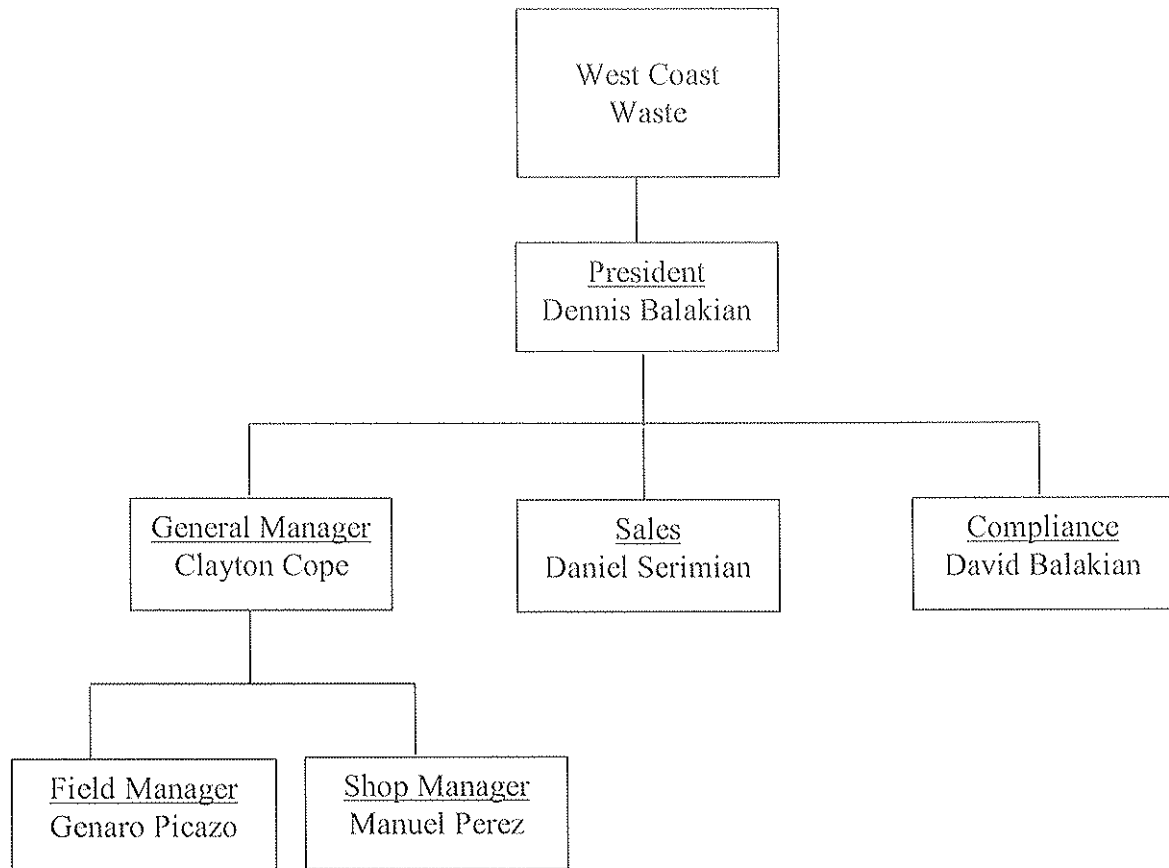 West Coast
Waste
President
Dennis Balakian
General Manager
Clayton Cope
Sales
Daniel Serimian
Compliance
David Balakian
Field Manager
Genaro Picazo
Shop Manager
Manuel Perez